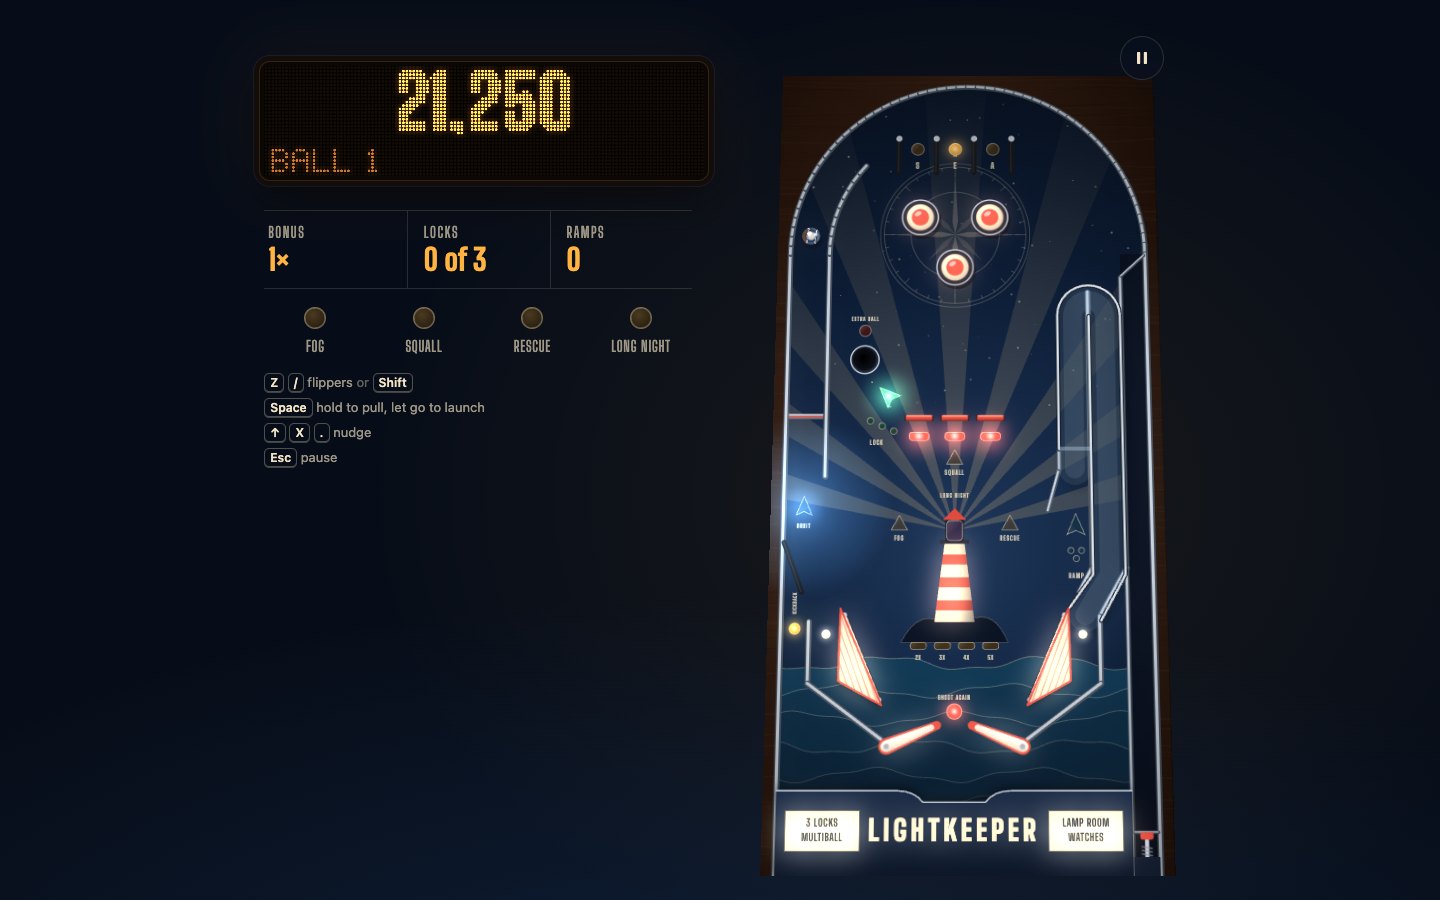 21,250
BALL 1
BONUS
1×
LOCKS
0 of 3
RAMPS
0
FOG
SQUALL
RESCUE
LONG NIGHT
Z / flippers or Shift
Space hold to pull, let go to launch
↑ X . nudge
Esc pause
S E A
EXTRA BALL
LOCK
SQUALL
LONG NIGHT
ORBIT
FOG
RESCUE
RAMP
KICKBACK
2X 3X 4X 5X
SHOOT AGAIN
3 LOCKS
MULTIBALL
LIGHTKEEPER
LAMP ROOM
WATCHES